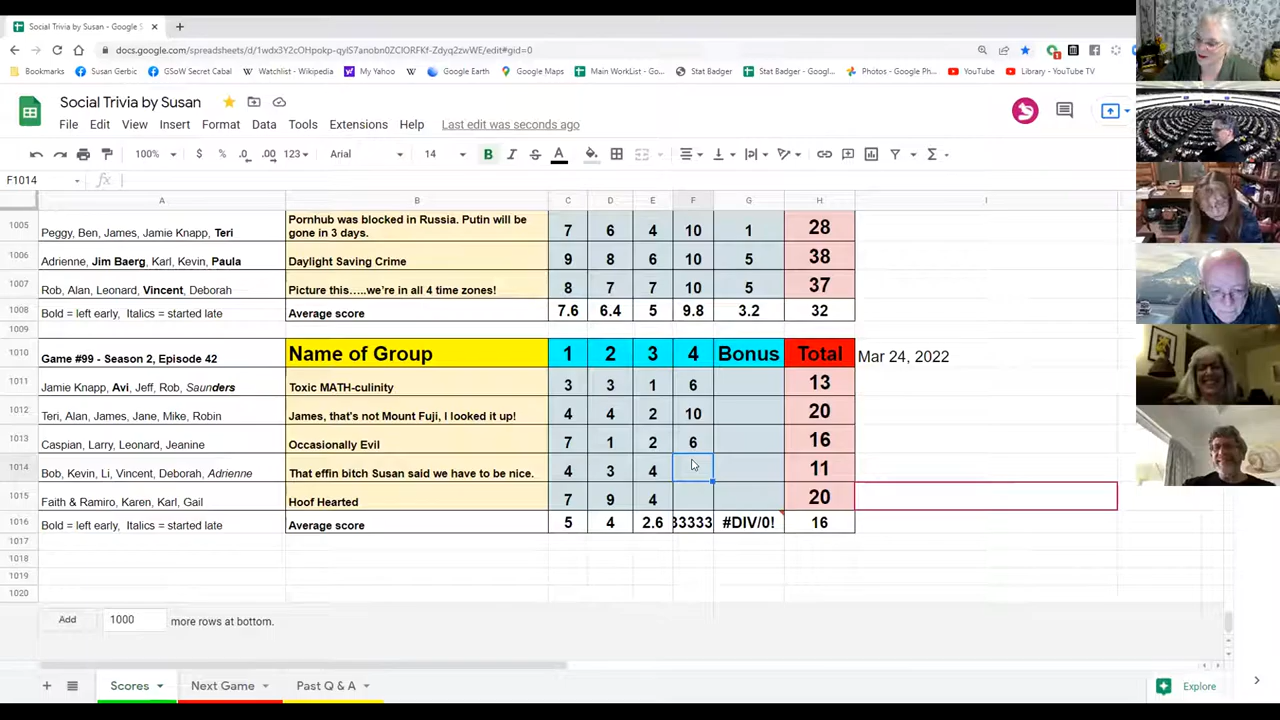 Social Trivia by Susan - Google S
docs.google.com/spreadsheets/d/
/edit#gid=0
Bookmarks Susan Gerbic GSoW Secret Cabal Watchlist - Wikipedia My Yahoo Google Earth Google Maps Main WorkList - Go... Stat Badger Stat Badger - Googl... Photos - Google Ph... YouTube Library - YouTube TV
Social Trivia by Susan
File Edit View Insert Format Data Tools Extensions Help Last edit was seconds ago
100% $ % .0 .00 123 Arial 14 B I S A
F1014 fx
A B C D E F G H I
1005 Peggy, Ben, James, Jamie Knapp, Teri Pornhub was blocked in Russia. Putin will be gone in 3 days. 7 6 4 10 1 28
1006 Adrienne, Jim Baerg, Karl, Kevin, Paula Daylight Saving Crime 9 8 6 10 5 38
1007 Rob, Alan, Leonard, Vincent, Deborah Picture this.....we're in all 4 time zones! 8 7 7 10 5 37
1008 Bold = left early, Italics = started late Average score 7.6 6.4 5 9.8 3.2 32
1009
1010 Game #99 - Season 2, Episode 42 Name of Group 1 2 3 4 Bonus Total Mar 24, 2022
1011 Jamie Knapp, Avi, Jeff, Rob, Saunders Toxic MATH-culinity 3 3 1 6 13
1012 Teri, Alan, James, Jane, Mike, Robin James, that's not Mount Fuji, I looked it up! 4 4 2 10 20
1013 Caspian, Larry, Leonard, Jeanine Occasionally Evil 7 1 2 6 16
1014 Bob, Kevin, Li, Vincent, Deborah, Adrienne That effin bitch Susan said we have to be nice. 4 3 4 11
1015 Faith & Ramiro, Karen, Karl, Gail Hoof Hearted 7 9 4 20
1016 Bold = left early, Italics = started late Average score 5 4 2.6 33333 #DIV/0! 16
1017
1018
1019
1020
Add 1000 more rows at bottom.
Scores Next Game Past Q & A Explore